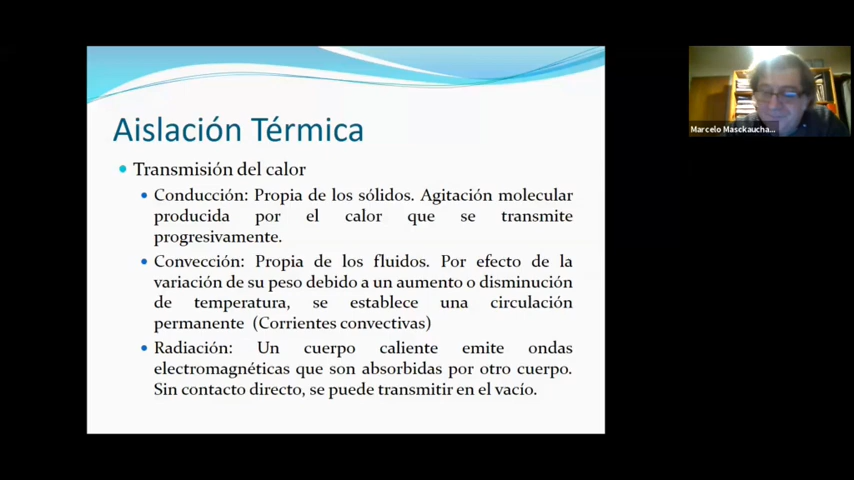 Aislación Térmica
Transmisión del calor
Conducción: Propia de los sólidos. Agitación molecular
producida por el calor que se transmite
progresivamente.
Convección: Propia de los fluidos. Por efecto de la
variación de su peso debido a un aumento o disminución
de temperatura, se establece una circulación
permanente (Corrientes convectivas)
Radiación: Un cuerpo caliente emite ondas
electromagnéticas que son absorbidas por otro cuerpo.
Sin contacto directo, se puede transmitir en el vacío.
Marcelo Masckaucha...